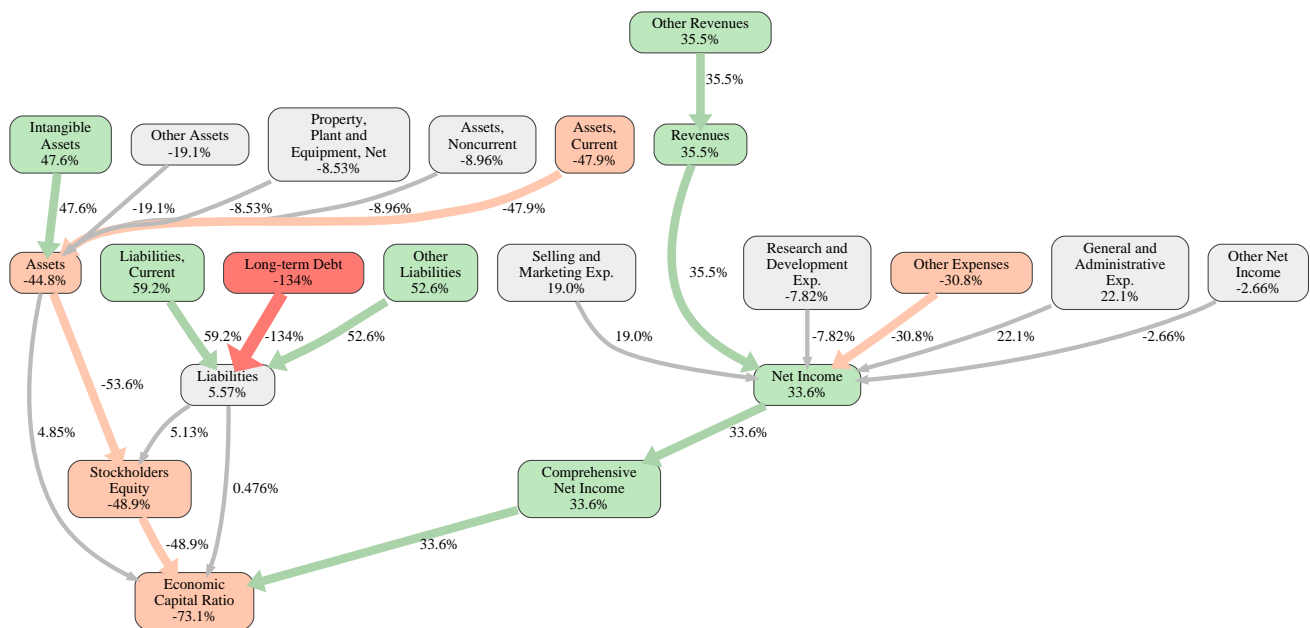 Other Revenues
35.5%
35.5%
Intangible
Assets
47.6%
Other Assets
-19.1%
Property,
Plant and
Equipment, Net
-8.53%
Assets,
Noncurrent
-8.96%
Assets,
Current
-47.9%
Revenues
35.5%
47.6%
-19.1%
-8.53%
-8.96%
-47.9%
Assets
-44.8%
Liabilities,
Current
59.2%
Long-term Debt
-134%
Other
Liabilities
52.6%
Selling and
Marketing Exp.
19.0%
35.5%
Research and
Development
Exp.
-7.82%
Other Expenses
-30.8%
General and
Administrative
Exp.
22.1%
Other Net
Income
-2.66%
59.2%
-134%
52.6%
19.0%
-7.82%
-30.8%
22.1%
-2.66%
-53.6%
Liabilities
5.57%
Net Income
33.6%
4.85%
5.13%
33.6%
Stockholders
Equity
-48.9%
0.476%
Comprehensive
Net Income
33.6%
-48.9%
33.6%
Economic
Capital Ratio
-73.1%